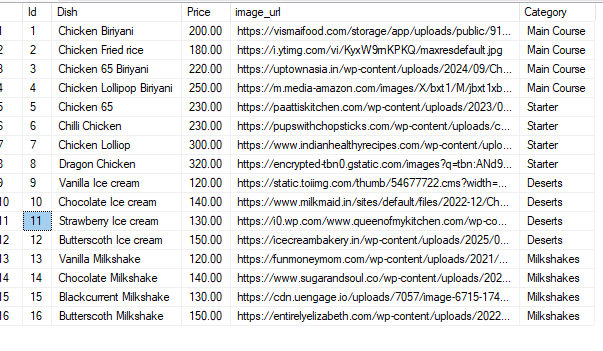 Id Dish Price image_url Category
1 1 Chicken Biriyani 200.00 https://vismaifood.com/storage/app/uploads/public/91... Main Course
2 2 Chicken Fried rice 180.00 https://i.ytimg.com/vi/KyxW9mKPKQ/maxresdefault.jpg Main Course
3 3 Chicken 65 Biriyani 220.00 https://uptownasia.in/wp-content/uploads/2024/09/Ch... Main Course
4 4 Chicken Lollipop Biriyani 250.00 https://m.media-amazon.com/images/X/bxt1/M/jbxt1xb... Main Course
5 5 Chicken 65 230.00 https://paattiskitchen.com/wp-content/uploads/2023/0... Starter
6 6 Chilli Chicken 230.00 https://pupswithchopsticks.com/wp-content/uploads/c... Starter
7 7 Chicken Lolliop 300.00 https://www.indianhealthyrecipes.com/wp-content/uplo... Starter
8 8 Dragon Chicken 320.00 https://encrypted-tbn0.gstatic.com/images?q=tbn:ANd9... Starter
9 9 Vanilla Ice cream 120.00 https://static.toiimg.com/thumb/54677722.cms?width=... Deserts
10 10 Chocolate Ice cream 140.00 https://www.milkmaid.in/sites/default/files/2022-12/Ch... Deserts
11 11 Strawberry Ice cream 130.00 https://i0.wp.com/www.queenofmykitchen.com/wp-co... Deserts
12 12 Butterscoth Ice cream 150.00 https://icecreambakery.in/wp-content/uploads/2025/0... Deserts
13 13 Vanilla Milkshake 120.00 https://funmoneymom.com/wp-content/uploads/2021/... Milkshakes
14 14 Chocolate Milkshake 140.00 https://www.sugarandsoul.co/wp-content/uploads/202... Milkshakes
15 15 Blackcurrent Milkshake 130.00 https://cdn.uengage.io/uploads/7057/image-6715-174... Milkshakes
16 16 Butterscoth Milkshake 150.00 https://entirelyelizabeth.com/wp-content/uploads/2022... Milkshakes